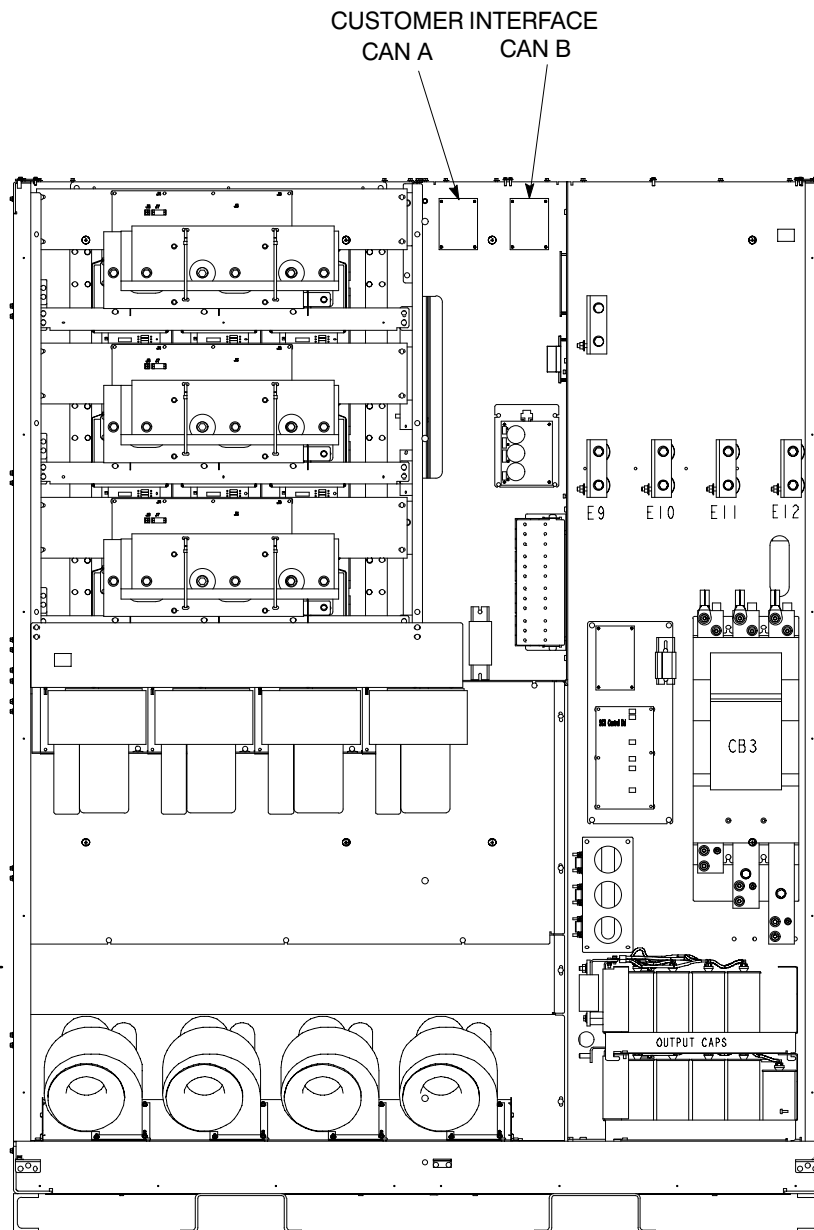 CUSTOMER INTERFACE
CAN A CAN B
E9 E10 E11 E12
CB3
OUTPUT CAPS